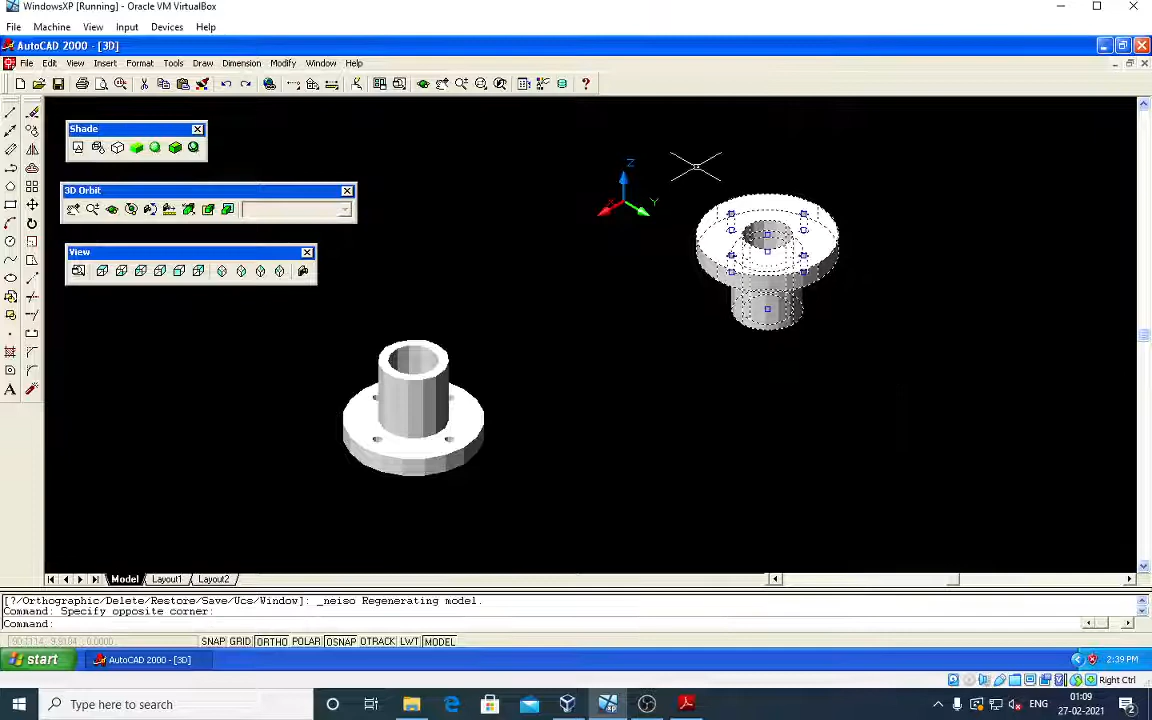 WindowsXP [Running] - Oracle VM VirtualBox
File Machine View Input Devices Help
AutoCAD 2000 - [3D]
File Edit View Insert Format Tools Draw Dimension Modify Window Help
Shade
3D Orbit
View
Z
X
Y
Model Layout1 Layout2
[?/Orthographic/Delete/Restore/Save/Ucs/Window]: _neiso Regenerating model.
Command: Specify opposite corner:
Command:
SNAP GRID ORTHO POLAR OSNAP OTRACK LWT MODEL
start AutoCAD 2000 - [3D] 2:39 PM
Right Ctrl
Type here to search ENG 01:09
27-02-2021
2